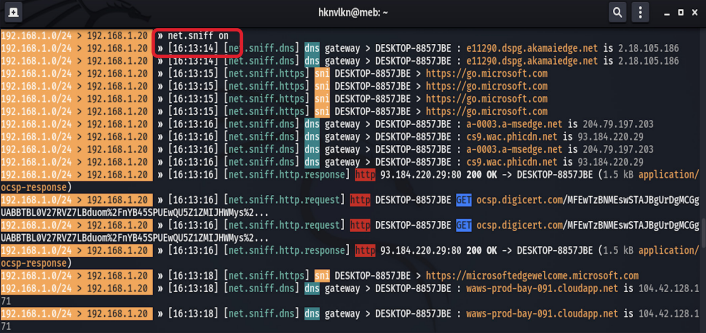 hknvlkn@meb: ~
192.168.1.0/24 > 192.168.1.20 » net.sniff on
192.168.1.0/24 > 192.168.1.20 » [16:13:14] [net.sniff.dns] dns gateway > DESKTOP-8857JBE : e11290.dspg.akamaiedge.net is 2.18.105.186
192.168.1.0/24 > 192.168.1.20 » [16:13:14] [net.sniff.dns] dns gateway > DESKTOP-8857JBE : e11290.dspg.akamaiedge.net is 2.18.105.186
192.168.1.0/24 > 192.168.1.20 » [16:13:15] [net.sniff.https] sni DESKTOP-8857JBE > https://go.microsoft.com
192.168.1.0/24 > 192.168.1.20 » [16:13:15] [net.sniff.https] sni DESKTOP-8857JBE > https://go.microsoft.com
192.168.1.0/24 > 192.168.1.20 » [16:13:15] [net.sniff.https] sni DESKTOP-8857JBE > https://go.microsoft.com
192.168.1.0/24 > 192.168.1.20 » [16:13:15] [net.sniff.https] sni DESKTOP-8857JBE > https://go.microsoft.com
192.168.1.0/24 > 192.168.1.20 » [16:13:16] [net.sniff.dns] dns gateway > DESKTOP-8857JBE : a-0003.a-msedge.net is 204.79.197.203
192.168.1.0/24 > 192.168.1.20 » [16:13:16] [net.sniff.dns] dns gateway > DESKTOP-8857JBE : cs9.wac.phicdn.net is 93.184.220.29
192.168.1.0/24 > 192.168.1.20 » [16:13:16] [net.sniff.dns] dns gateway > DESKTOP-8857JBE : a-0003.a-msedge.net is 204.79.197.203
192.168.1.0/24 > 192.168.1.20 » [16:13:16] [net.sniff.dns] dns gateway > DESKTOP-8857JBE : cs9.wac.phicdn.net is 93.184.220.29
192.168.1.0/24 > 192.168.1.20 » [16:13:16] [net.sniff.http.response] http 93.184.220.29:80 200 OK -> DESKTOP-8857JBE (1.5 kB application/
ocsp-response)
192.168.1.0/24 > 192.168.1.20 » [16:13:16] [net.sniff.http.request] http DESKTOP-8857JBE GET ocsp.digicert.com/MFEwTzBNMEswSTAJBgUrDgMCGg
UABBTBL0V27RVZ7LBduom%2FnYB45SPUEwQU5Z1ZMIJHWMys%2...
192.168.1.0/24 > 192.168.1.20 » [16:13:16] [net.sniff.http.request] http DESKTOP-8857JBE GET ocsp.digicert.com/MFEwTzBNMEswSTAJBgUrDgMCGg
UABBTBL0V27RVZ7LBduom%2FnYB45SPUEwQU5Z1ZMIJHWMys%2...
192.168.1.0/24 > 192.168.1.20 » [16:13:16] [net.sniff.http.response] http 93.184.220.29:80 200 OK -> DESKTOP-8857JBE (1.5 kB application/
ocsp-response)
192.168.1.0/24 > 192.168.1.20 » [16:13:18] [net.sniff.https] sni DESKTOP-8857JBE > https://microsoftedgewelcome.microsoft.com
192.168.1.0/24 > 192.168.1.20 » [16:13:18] [net.sniff.dns] dns gateway > DESKTOP-8857JBE : waws-prod-bay-091.cloudapp.net is 104.42.128.1
71
192.168.1.0/24 > 192.168.1.20 » [16:13:18] [net.sniff.dns] dns gateway > DESKTOP-8857JBE : waws-prod-bay-091.cloudapp.net is 104.42.128.1
71